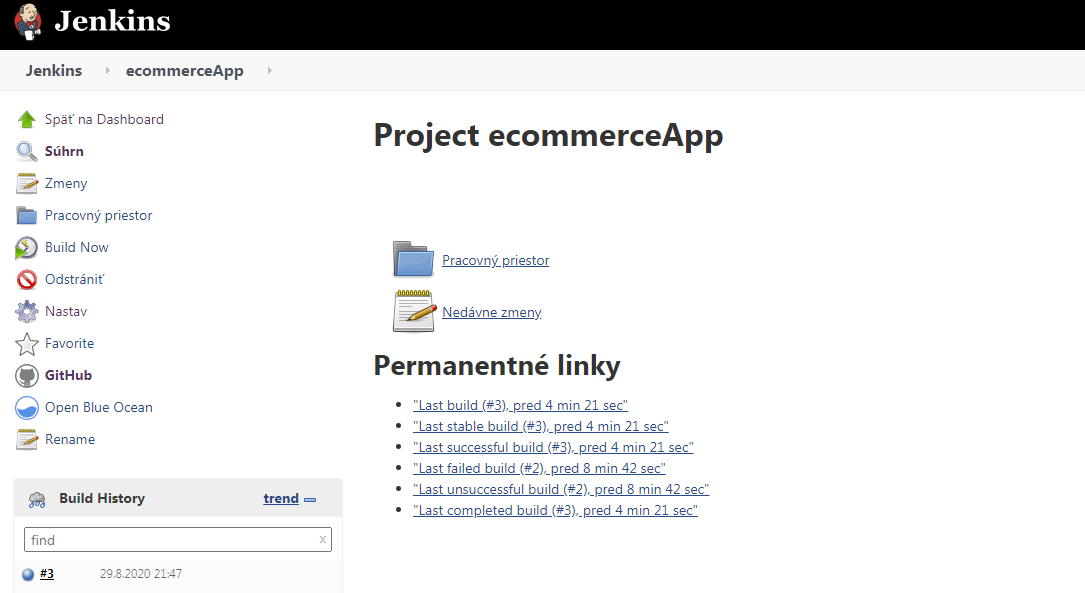 Jenkins
Jenkins
ecommerceApp
Späť na Dashboard
Súhrn
Zmeny
Pracovný priestor
Build Now
Odstrániť
Nastav
Favorite
GitHub
Open Blue Ocean
Rename
Build History trend
find x
#3 29.8.2020 21:47
Project ecommerceApp
Pracovný priestor
Nedávne zmeny
Permanentné linky
"Last build (#3), pred 4 min 21 sec"
"Last stable build (#3), pred 4 min 21 sec"
"Last successful build (#3), pred 4 min 21 sec"
"Last failed build (#2), pred 8 min 42 sec"
"Last unsuccessful build (#2), pred 8 min 42 sec"
"Last completed build (#3), pred 4 min 21 sec"